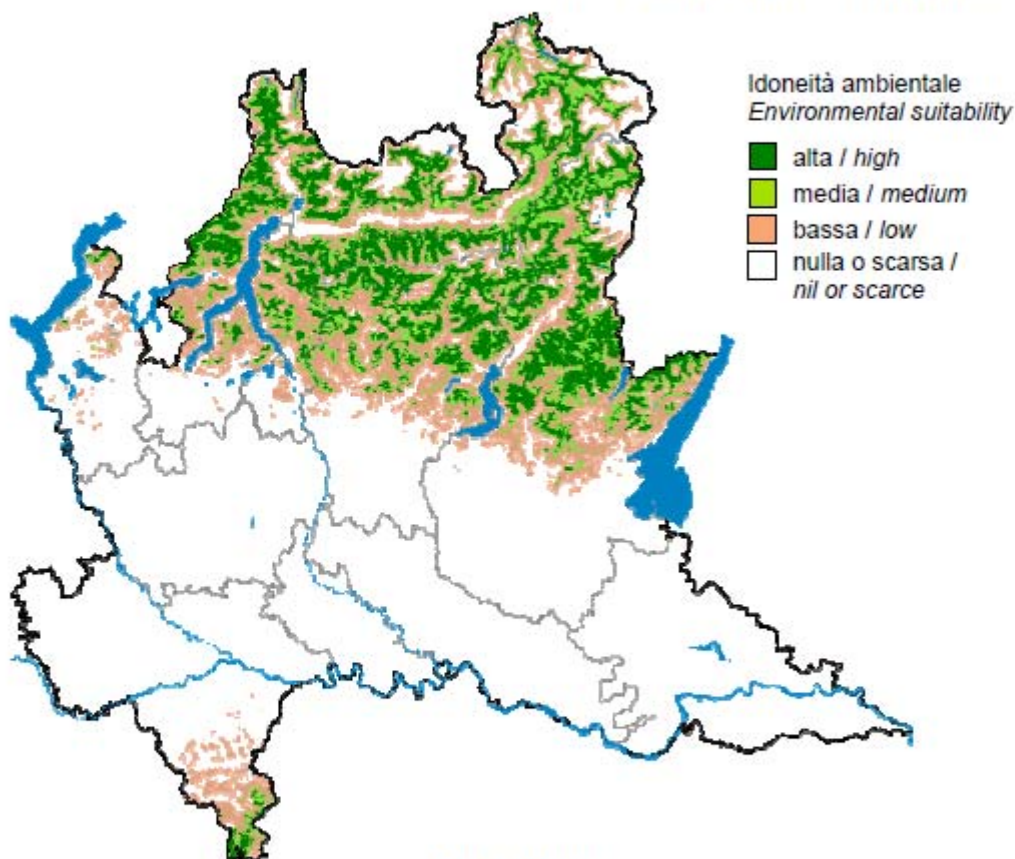 Idoneità ambientale
Environmental suitability
alta / high
media / medium
bassa / low
nulla o scarsa /
nil or scarce